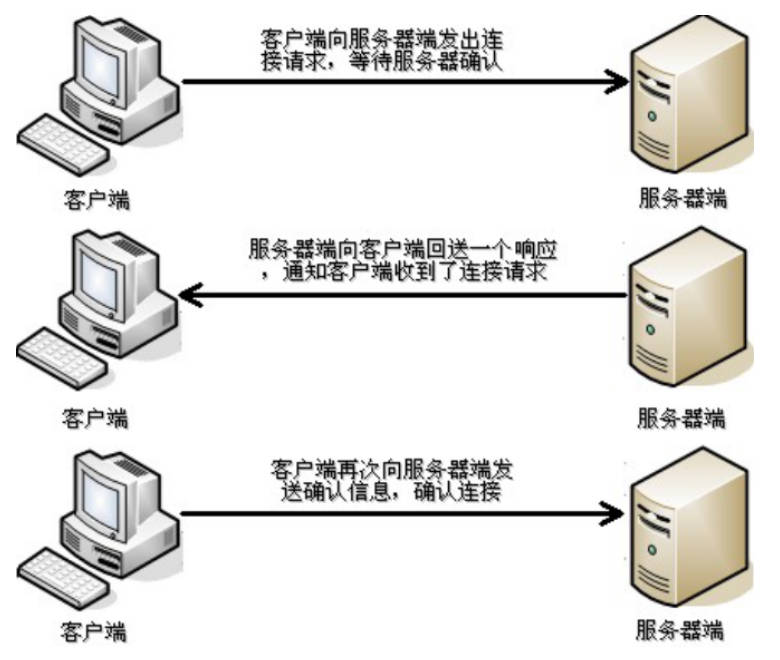 客户端向服务器端发出连
接请求，等待服务器确认
客户端
服务器端
服务器端向客户端回送一个响应
，通知客户端收到了连接请求
客户端
服务器端
客户端再次向服务器端发
送确认信息，确认连接
客户端
服务器端